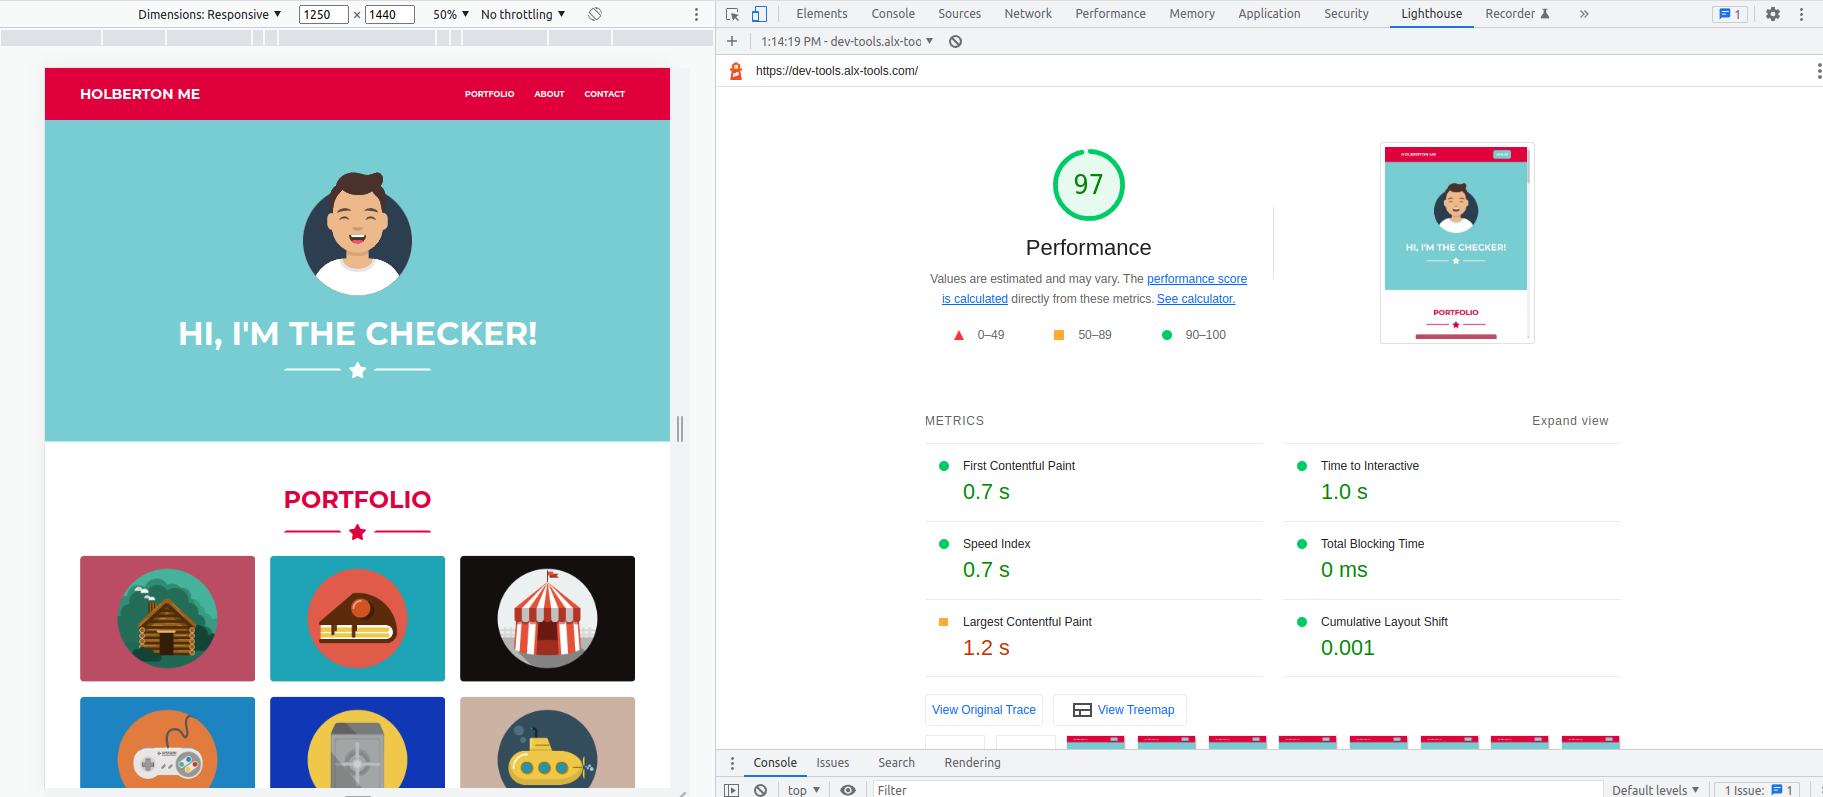 Dimensions: Responsive ▼ 1250 × 1440 50% ▼ No throttling ▼
Elements Console Sources Network Performance Memory Application Security Lighthouse Recorder » 1
1:14:19 PM - dev-tools.alx-too ▼
https://dev-tools.alx-tools.com/
HOLBERTON ME PORTFOLIO ABOUT CONTACT
HI, I'M THE CHECKER!
PORTFOLIO
97
Performance
Values are estimated and may vary. The performance score
is calculated directly from these metrics. See calculator.
0–49 50–89 90–100
HOLBERTON ME
HI, I'M THE CHECKER!
PORTFOLIO
METRICS Expand view
First Contentful Paint
0.7 s
Time to Interactive
1.0 s
Speed Index
0.7 s
Total Blocking Time
0 ms
Largest Contentful Paint
1.2 s
Cumulative Layout Shift
0.001
View Original Trace View Treemap
Console Issues Search Rendering
top ▼ Filter Default levels ▼ 1 Issue: 1